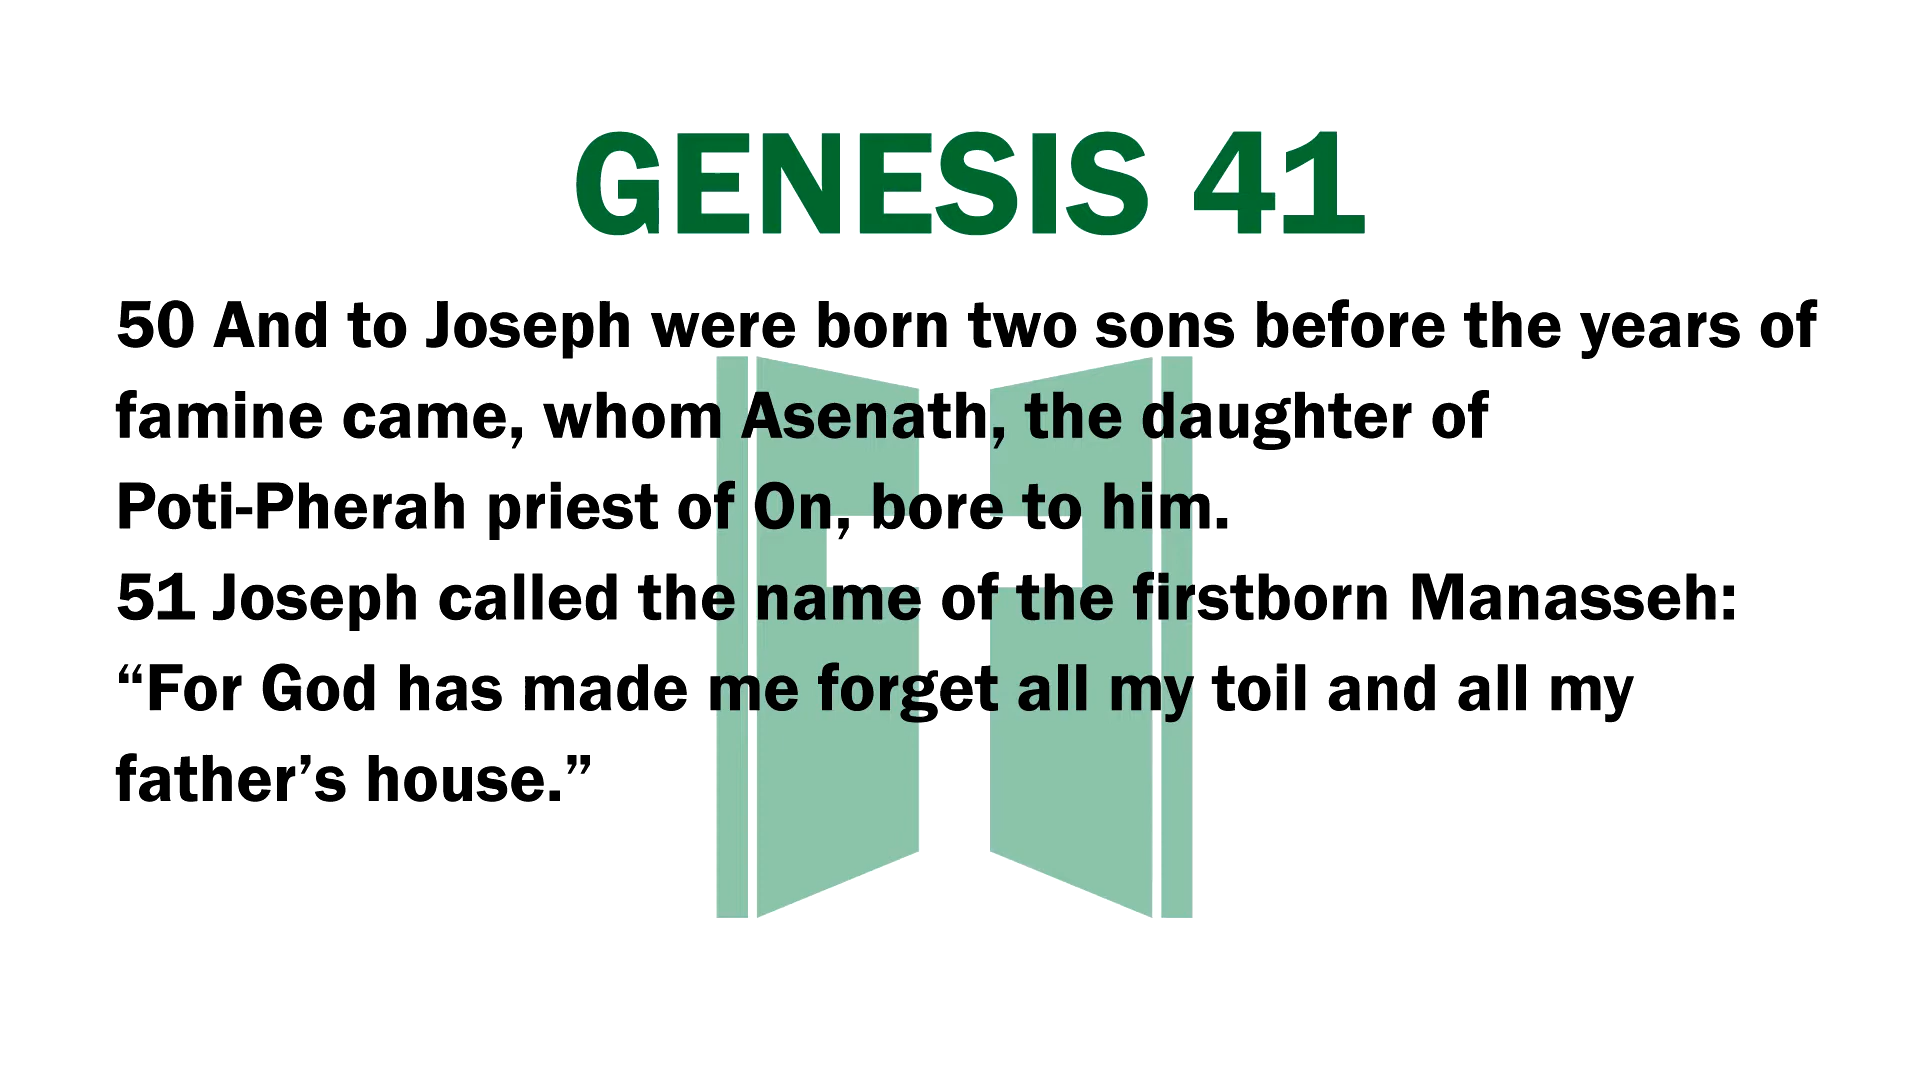 GENESIS 41
50 And to Joseph were born two sons before the years of
famine came, whom Asenath, the daughter of
Poti-Pherah priest of On, bore to him.
51 Joseph called the name of the firstborn Manasseh:
“For God has made me forget all my toil and all my
father’s house.”